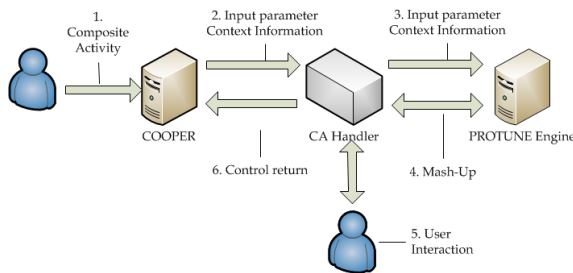 1.
Composite
Activity
2. Input parameter
Context Information
3. Input parameter
Context Information
COOPER
CA Handler
PROTUNE Engine
6. Control return
4. Mash-Up
5. User
Interaction